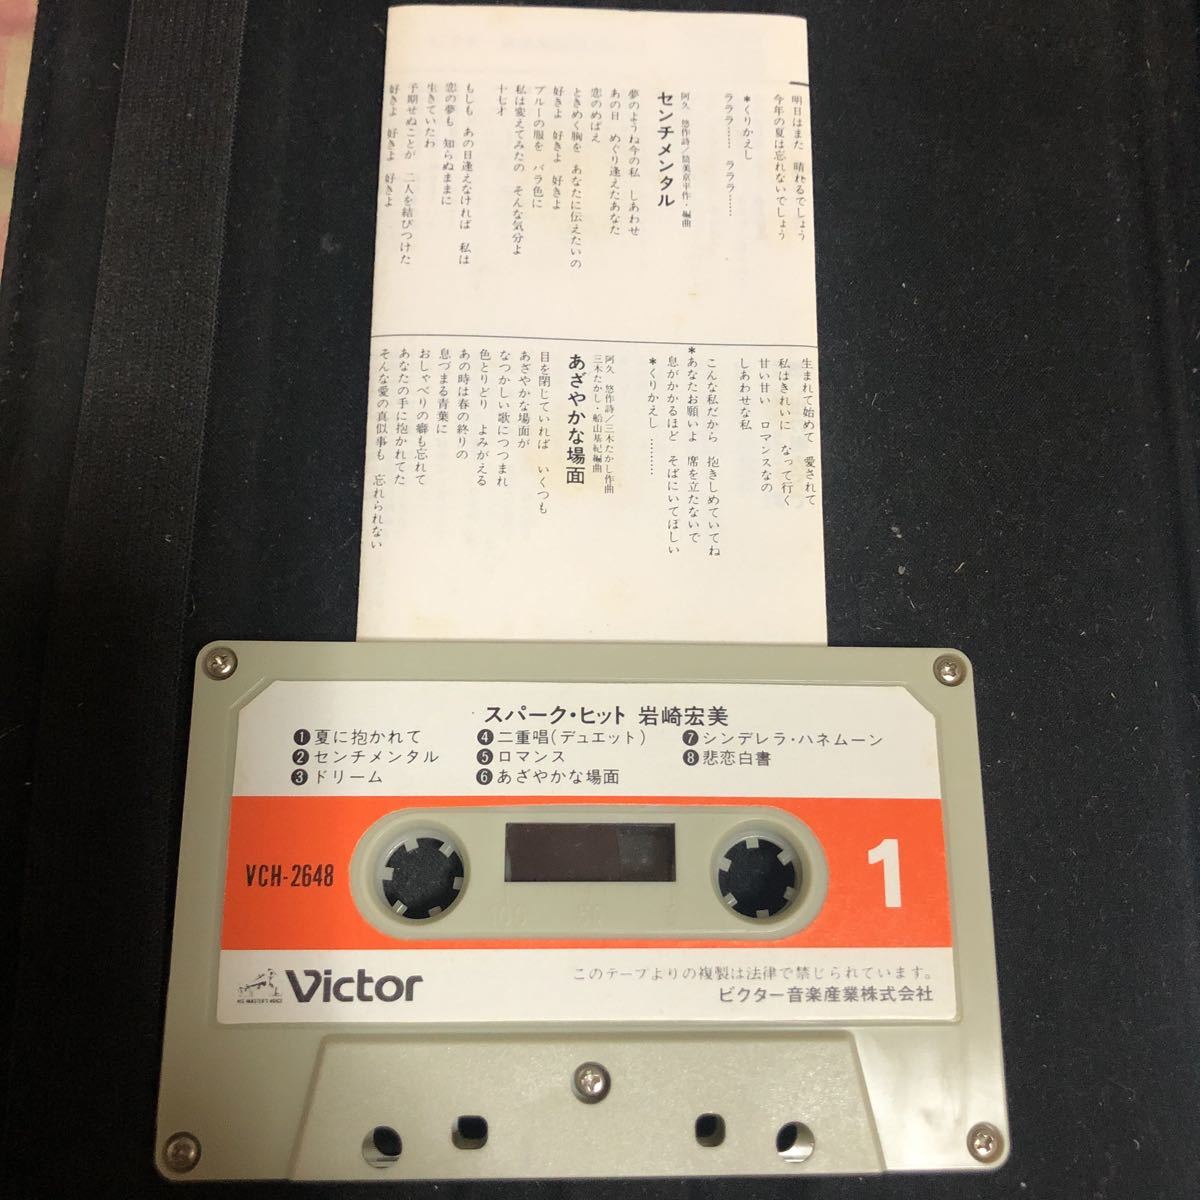 明日はまた 晴れるでしょう
今年の夏は忘れないでしょう
*くりかえし
ラララ…… ラララ……
センチメンタル
阿久 悠作詩/筒美京平作・編曲
夢のようね今の私 しあわせ
あの日 めぐり逢えたあなた
恋のめばえ
ときめく胸を あなたに伝えたいの
好きよ 好きよ 好きよ
ブルーの服を バラ色に
私は変えてみたの そんな気分よ
十七才
もしも あの日逢えなければ 私は
恋の夢も 知らぬままに
生きていたわ
予期せぬことが 二人を結びつけた
好きよ 好きよ 好きよ
生まれて始めて 愛されて
私はきれいに なって行く
甘い甘い ロマンスなの
しあわせな私
こんな私だから 抱きしめていてね
*あなたお願いよ 席を立たないで
息がかかるほど そばにいてほしい
*くりかえし………
あざやかな場面
阿久 悠作詩/三木たかし作曲
三木たかし・船山基紀編曲
目を閉じていれば いくつも
あざやかな場面が
なつかしい歌につつまれ
色とりどり よみがえる
あの時は春の終りの
息づまる青葉に
おしゃべりの癖も忘れて
あなたの手に抱かれてた
そんな愛の真似事も 忘れられない
スパーク・ヒット 岩崎宏美
❶夏に抱かれて
❷センチメンタル
❸ドリーム
❹二重唱(デュエット)
❺ロマンス
❻あざやかな場面
❼シンデレラ・ハネムーン
❽悲恋白書
VCH-2648
1
100 50 0
HIS MASTER'S VOICE
Victor
このテープよりの複製は法律で禁じられています。
ビクター音楽産業株式会社